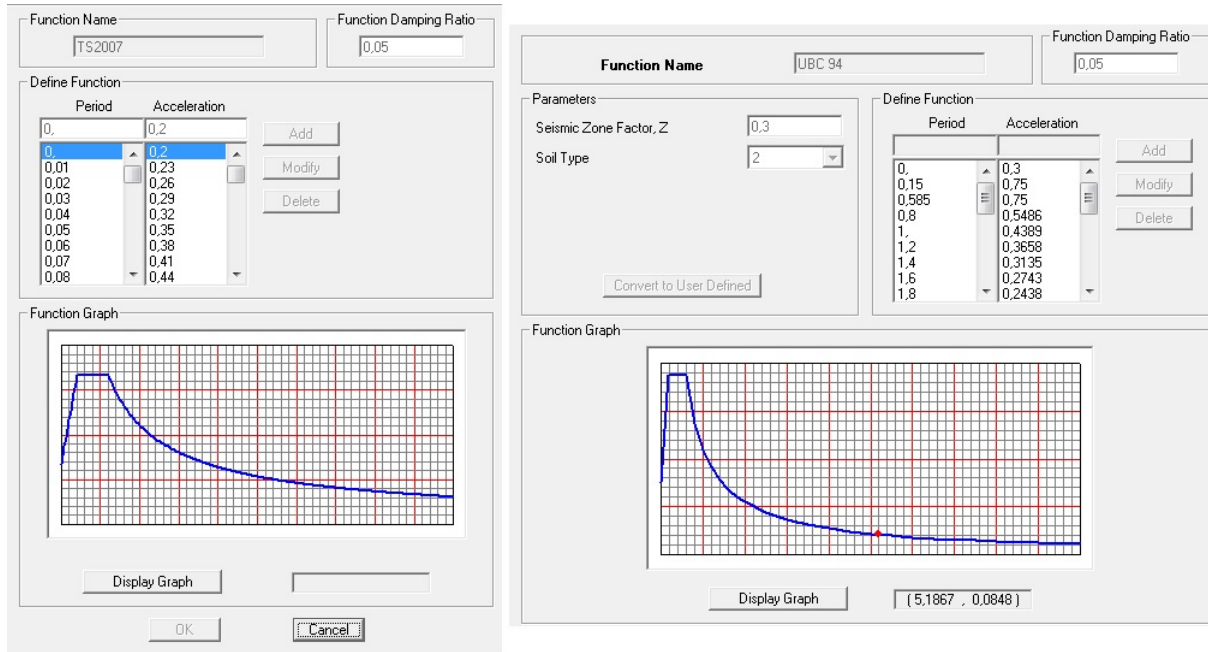 Function Name
TS2007
Function Damping Ratio
0,05
Define Function
Period Acceleration
0, 0,2
Add
Modify
Delete
0, 0,2
0,01 0,23
0,02 0,26
0,03 0,29
0,04 0,32
0,05 0,35
0,06 0,38
0,07 0,41
0,08 0,44
Function Graph
Display Graph
OK
Cancel
Function Name
UBC 94
Function Damping Ratio
0,05
Parameters
Seismic Zone Factor, Z 0,3
Soil Type 2
Convert to User Defined
Define Function
Period Acceleration
Add
Modify
Delete
0, 0,3
0,15 0,75
0,585 0,75
0,8 0,5486
1, 0,4389
1,2 0,3658
1,4 0,3135
1,6 0,2743
1,8 0,2438
Function Graph
Display Graph
(5,1867 , 0,0848)